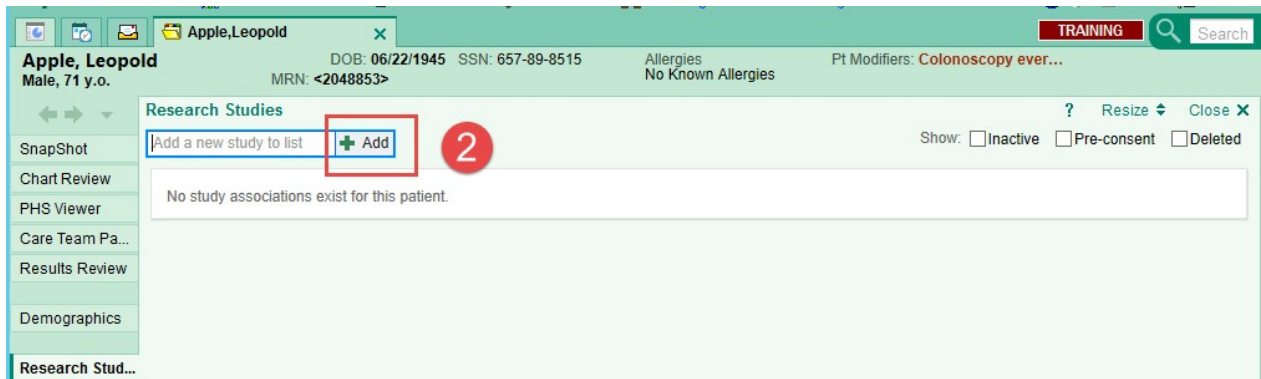 Apple,Leopold
TRAINING
Search
Apple, Leopold
DOB: 06/22/1945 SSN: 657-89-8515
Allergies
Pt Modifiers: Colonoscopy ever...
Male, 71 y.o.
MRN: <2048853>
No Known Allergies
Research Studies
? Resize Close X
Add a new study to list
Add
2
Show: Inactive Pre-consent Deleted
No study associations exist for this patient.
SnapShot
Chart Review
PHS Viewer
Care Team Pa...
Results Review
Demographics
Research Stud...